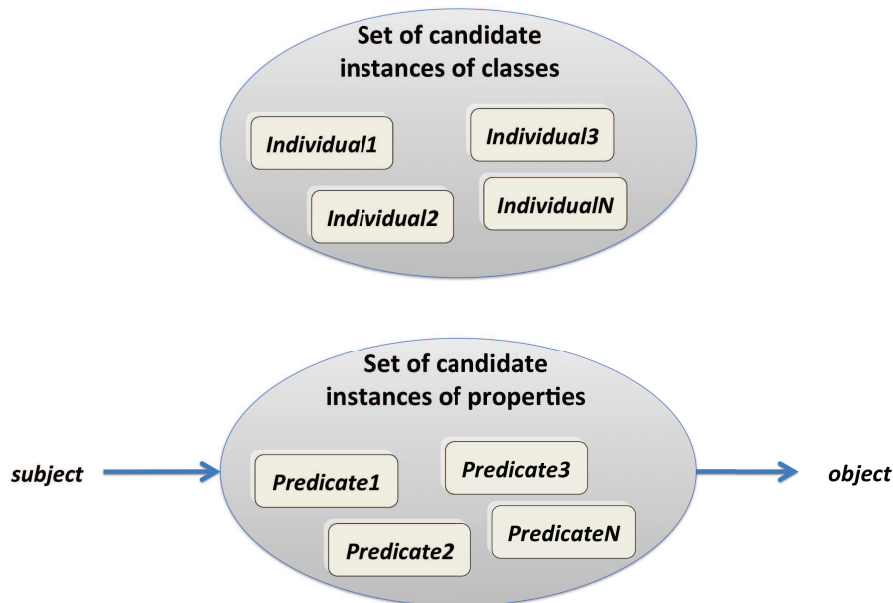 Set of candidate
instances of classes
Individual1
Individual3
Individual2
IndividualN
Set of candidate
instances of properties
subject
Predicate1
Predicate3
object
Predicate2
PredicateN